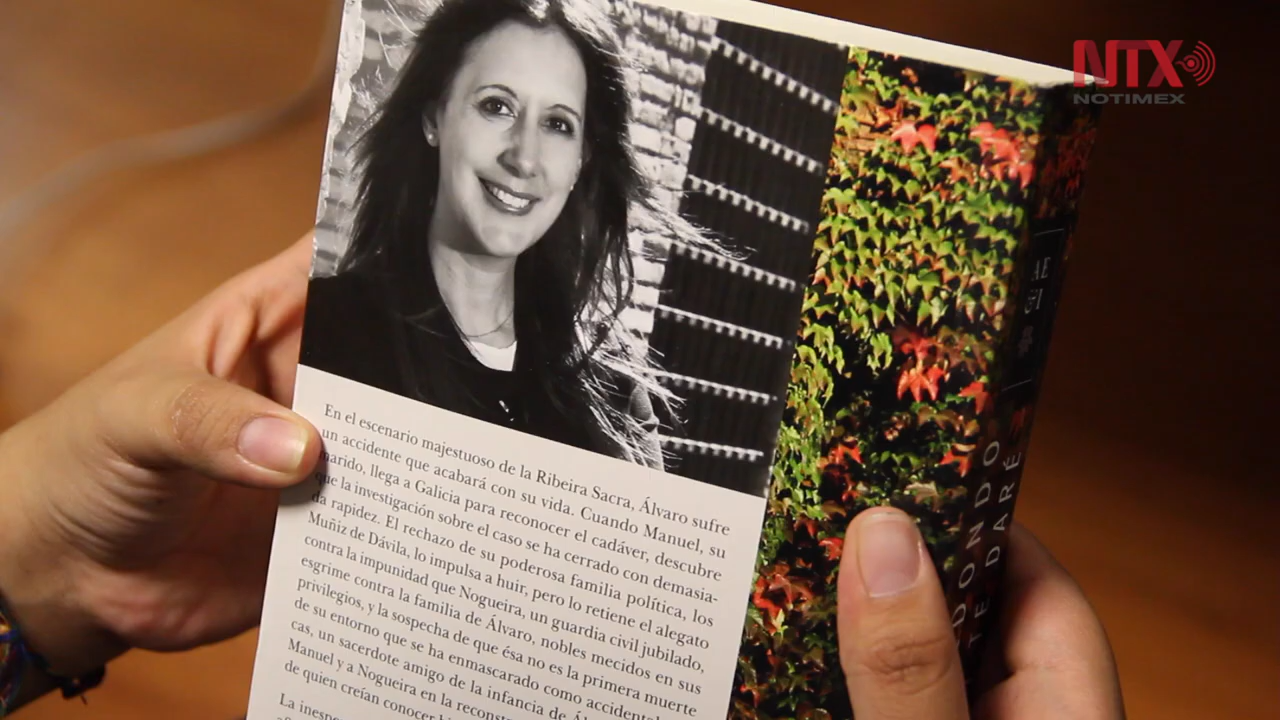 NTX
NOTIMEX
En el escenario majestuoso de la Ribeira Sacra, Álvaro sufre
un accidente que acabará con su vida. Cuando Manuel, su
marido, llega a Galicia para reconocer el cadáver, descubre
que la investigación sobre el caso se ha cerrado con demasia-
da rapidez. El rechazo de su poderosa familia política, los
Muñiz de Dávila, lo impulsa a huir, pero lo retiene el alegato
contra la impunidad que Nogueira, un guardia civil jubilado,
esgrime contra la familia de Álvaro, nobles mecidos en sus
privilegios, y la sospecha de que ésa no es la primera muerte
de su entorno que se ha enmascarado como accidental.
cas, un sacerdote amigo de la infancia de
Manuel y a Nogueira en la
de quien creían conocer
La
DONDO
TE DARÉ